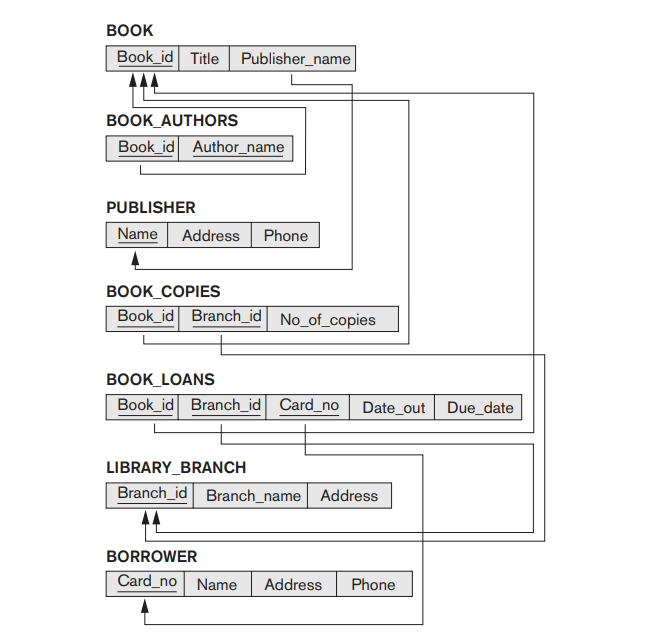 BOOK
Book_id Title Publisher_name
BOOK_AUTHORS
Book_id Author_name
PUBLISHER
Name Address Phone
BOOK_COPIES
Book_id Branch_id No_of_copies
BOOK_LOANS
Book_id Branch_id Card_no Date_out Due_date
LIBRARY_BRANCH
Branch_id Branch_name Address
BORROWER
Card_no Name Address Phone